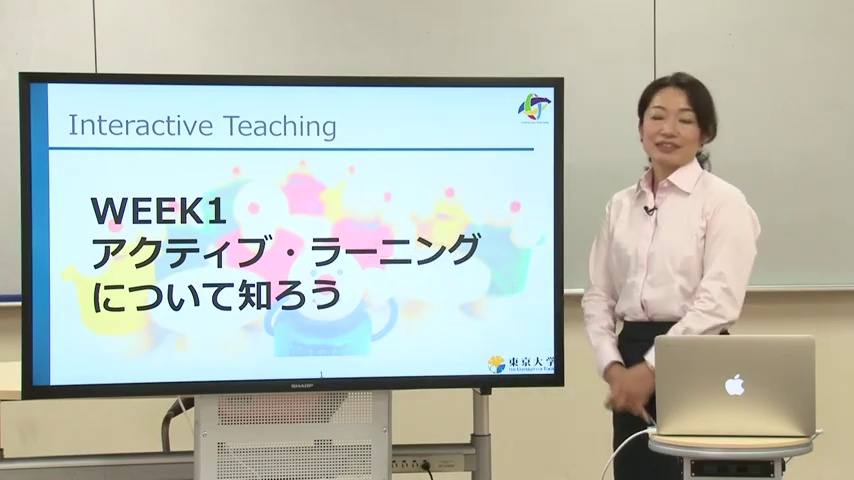 Interactive Teaching
WEEK1
アクティブ・ラーニング
について知ろう
東京大学
SHARP